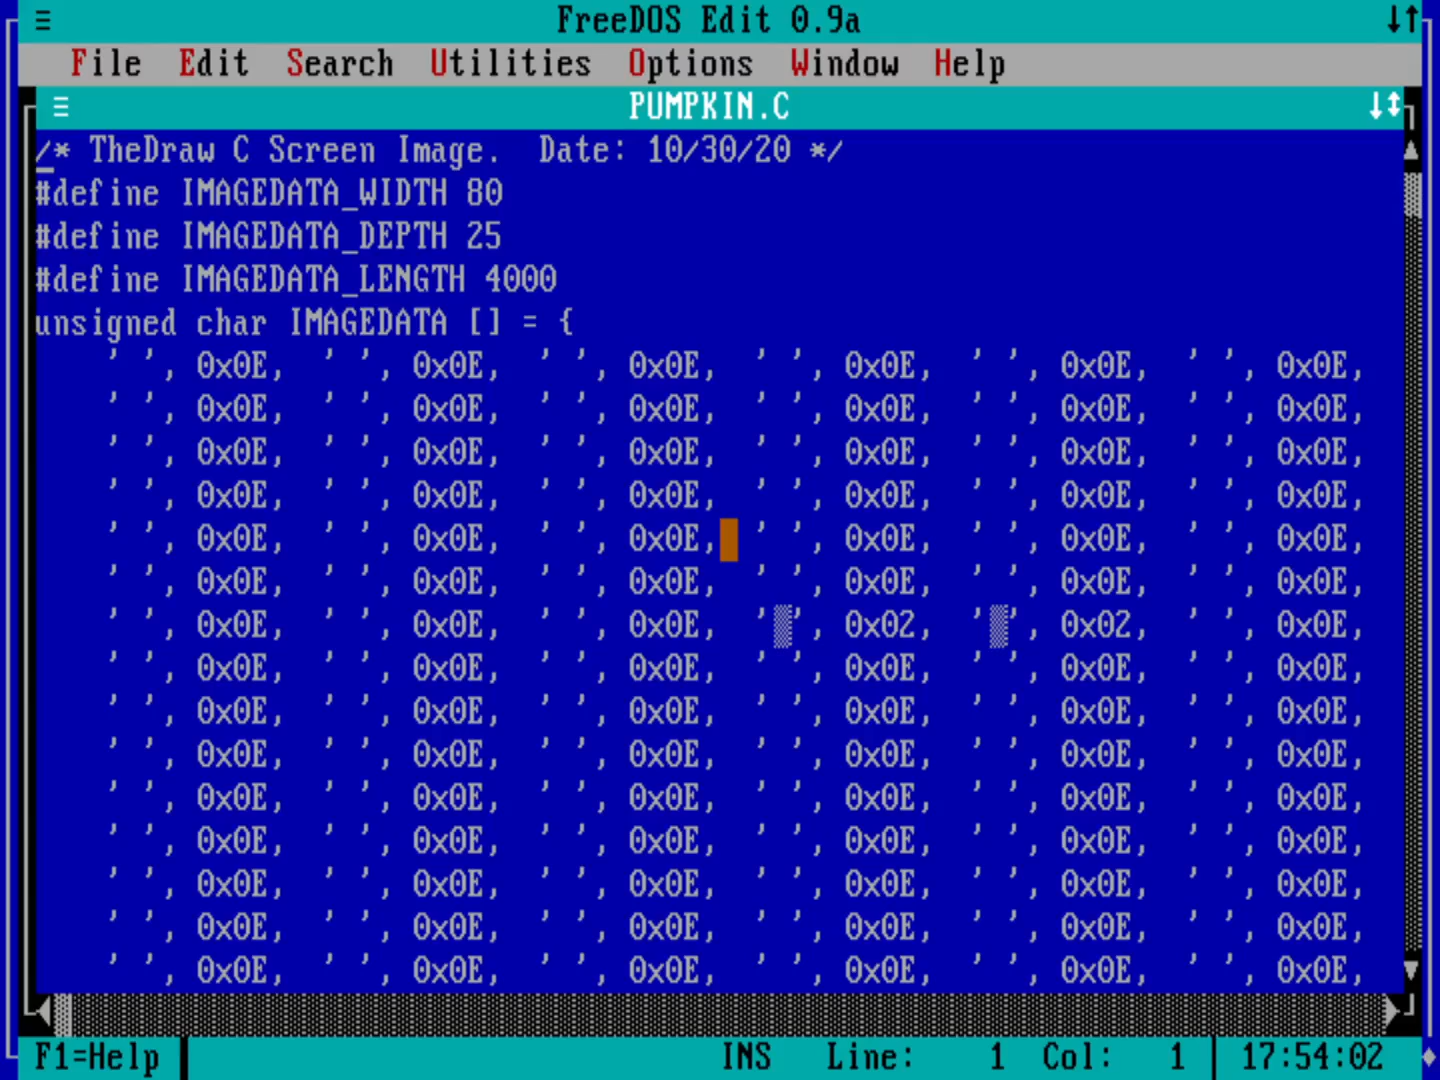 ≡ FreeDOS Edit 0.9a ↓↑
File Edit Search Utilities Options Window Help
≡ PUMPKIN.C ↓↕
/* TheDraw C Screen Image.  Date: 10/30/20 */
#define IMAGEDATA_WIDTH 80
#define IMAGEDATA_DEPTH 25
#define IMAGEDATA_LENGTH 4000
unsigned char IMAGEDATA [] = {
    ' ', 0x0E,  ' ', 0x0E,  ' ', 0x0E,  ' ', 0x0E,  ' ', 0x0E,  ' ', 0x0E,
    ' ', 0x0E,  ' ', 0x0E,  ' ', 0x0E,  ' ', 0x0E,  ' ', 0x0E,  ' ', 0x0E,
    ' ', 0x0E,  ' ', 0x0E,  ' ', 0x0E,  ' ', 0x0E,  ' ', 0x0E,  ' ', 0x0E,
    ' ', 0x0E,  ' ', 0x0E,  ' ', 0x0E,  ' ', 0x0E,  ' ', 0x0E,  ' ', 0x0E,
    ' ', 0x0E,  ' ', 0x0E,  ' ', 0x0E,  ' ', 0x0E,  ' ', 0x0E,  ' ', 0x0E,
    ' ', 0x0E,  ' ', 0x0E,  ' ', 0x0E,  ' ', 0x0E,  ' ', 0x0E,  ' ', 0x0E,
    ' ', 0x0E,  ' ', 0x0E,  ' ', 0x0E,  '▒', 0x02,  '▒', 0x02,  ' ', 0x0E,
    ' ', 0x0E,  ' ', 0x0E,  ' ', 0x0E,  ' ', 0x0E,  ' ', 0x0E,  ' ', 0x0E,
    ' ', 0x0E,  ' ', 0x0E,  ' ', 0x0E,  ' ', 0x0E,  ' ', 0x0E,  ' ', 0x0E,
    ' ', 0x0E,  ' ', 0x0E,  ' ', 0x0E,  ' ', 0x0E,  ' ', 0x0E,  ' ', 0x0E,
    ' ', 0x0E,  ' ', 0x0E,  ' ', 0x0E,  ' ', 0x0E,  ' ', 0x0E,  ' ', 0x0E,
    ' ', 0x0E,  ' ', 0x0E,  ' ', 0x0E,  ' ', 0x0E,  ' ', 0x0E,  ' ', 0x0E,
    ' ', 0x0E,  ' ', 0x0E,  ' ', 0x0E,  ' ', 0x0E,  ' ', 0x0E,  ' ', 0x0E,
    ' ', 0x0E,  ' ', 0x0E,  ' ', 0x0E,  ' ', 0x0E,  ' ', 0x0E,  ' ', 0x0E,
    ' ', 0x0E,  ' ', 0x0E,  ' ', 0x0E,  ' ', 0x0E,  ' ', 0x0E,  ' ', 0x0E,
F1=Help INS Line: 1 Col: 1 17:54:02